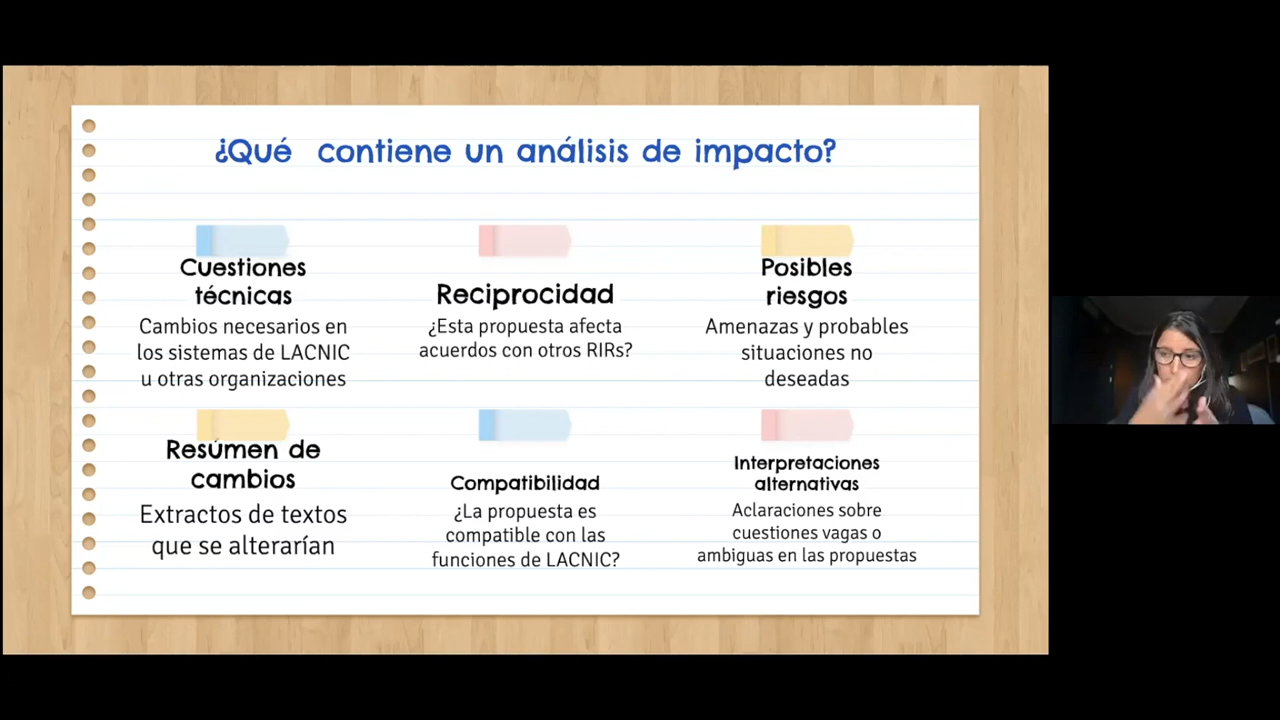 ¿Qué contiene un análisis de impacto?
Cuestiones
técnicas
Cambios necesarios en
los sistemas de LACNIC
u otras organizaciones
Reciprocidad
¿Esta propuesta afecta
acuerdos con otros RIRs?
Posibles
riesgos
Amenazas y probables
situaciones no
deseadas
Resúmen de
cambios
Extractos de textos
que se alterarían
Compatibilidad
¿La propuesta es
compatible con las
funciones de LACNIC?
Interpretaciones
alternativas
Aclaraciones sobre
cuestiones vagas o
ambiguas en las propuestas